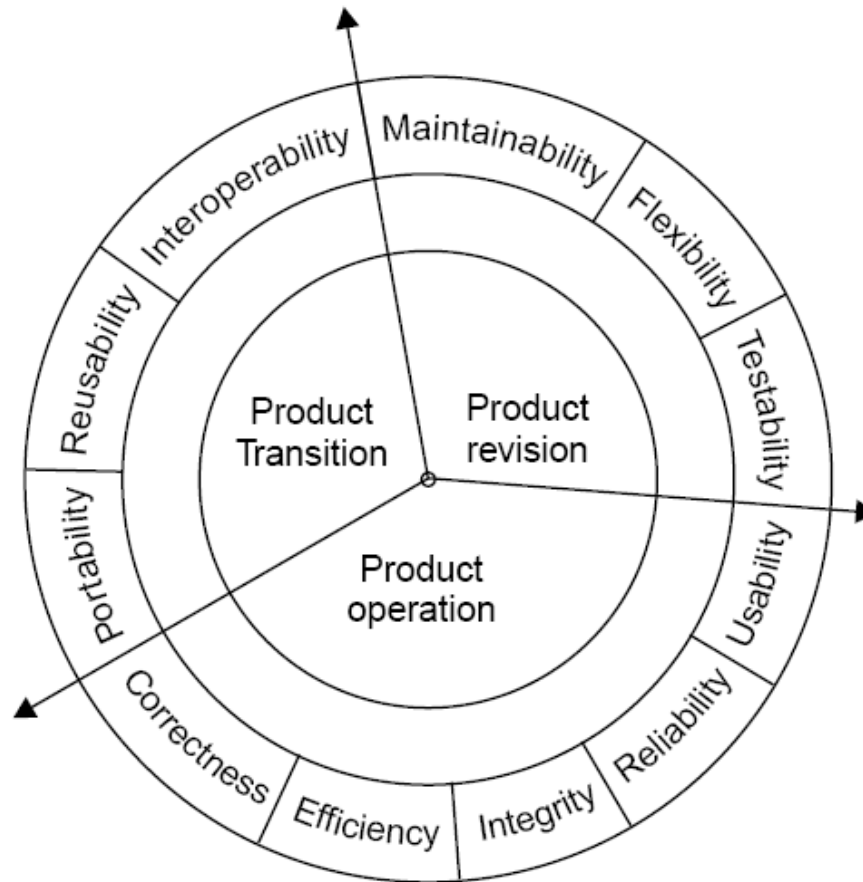 Interoperability
Maintainability
Flexibility
Testability
Reusability
Product
Transition
Product
revision
Portability
Product
operation
Usability
Correctness
Efficiency
Integrity
Reliability